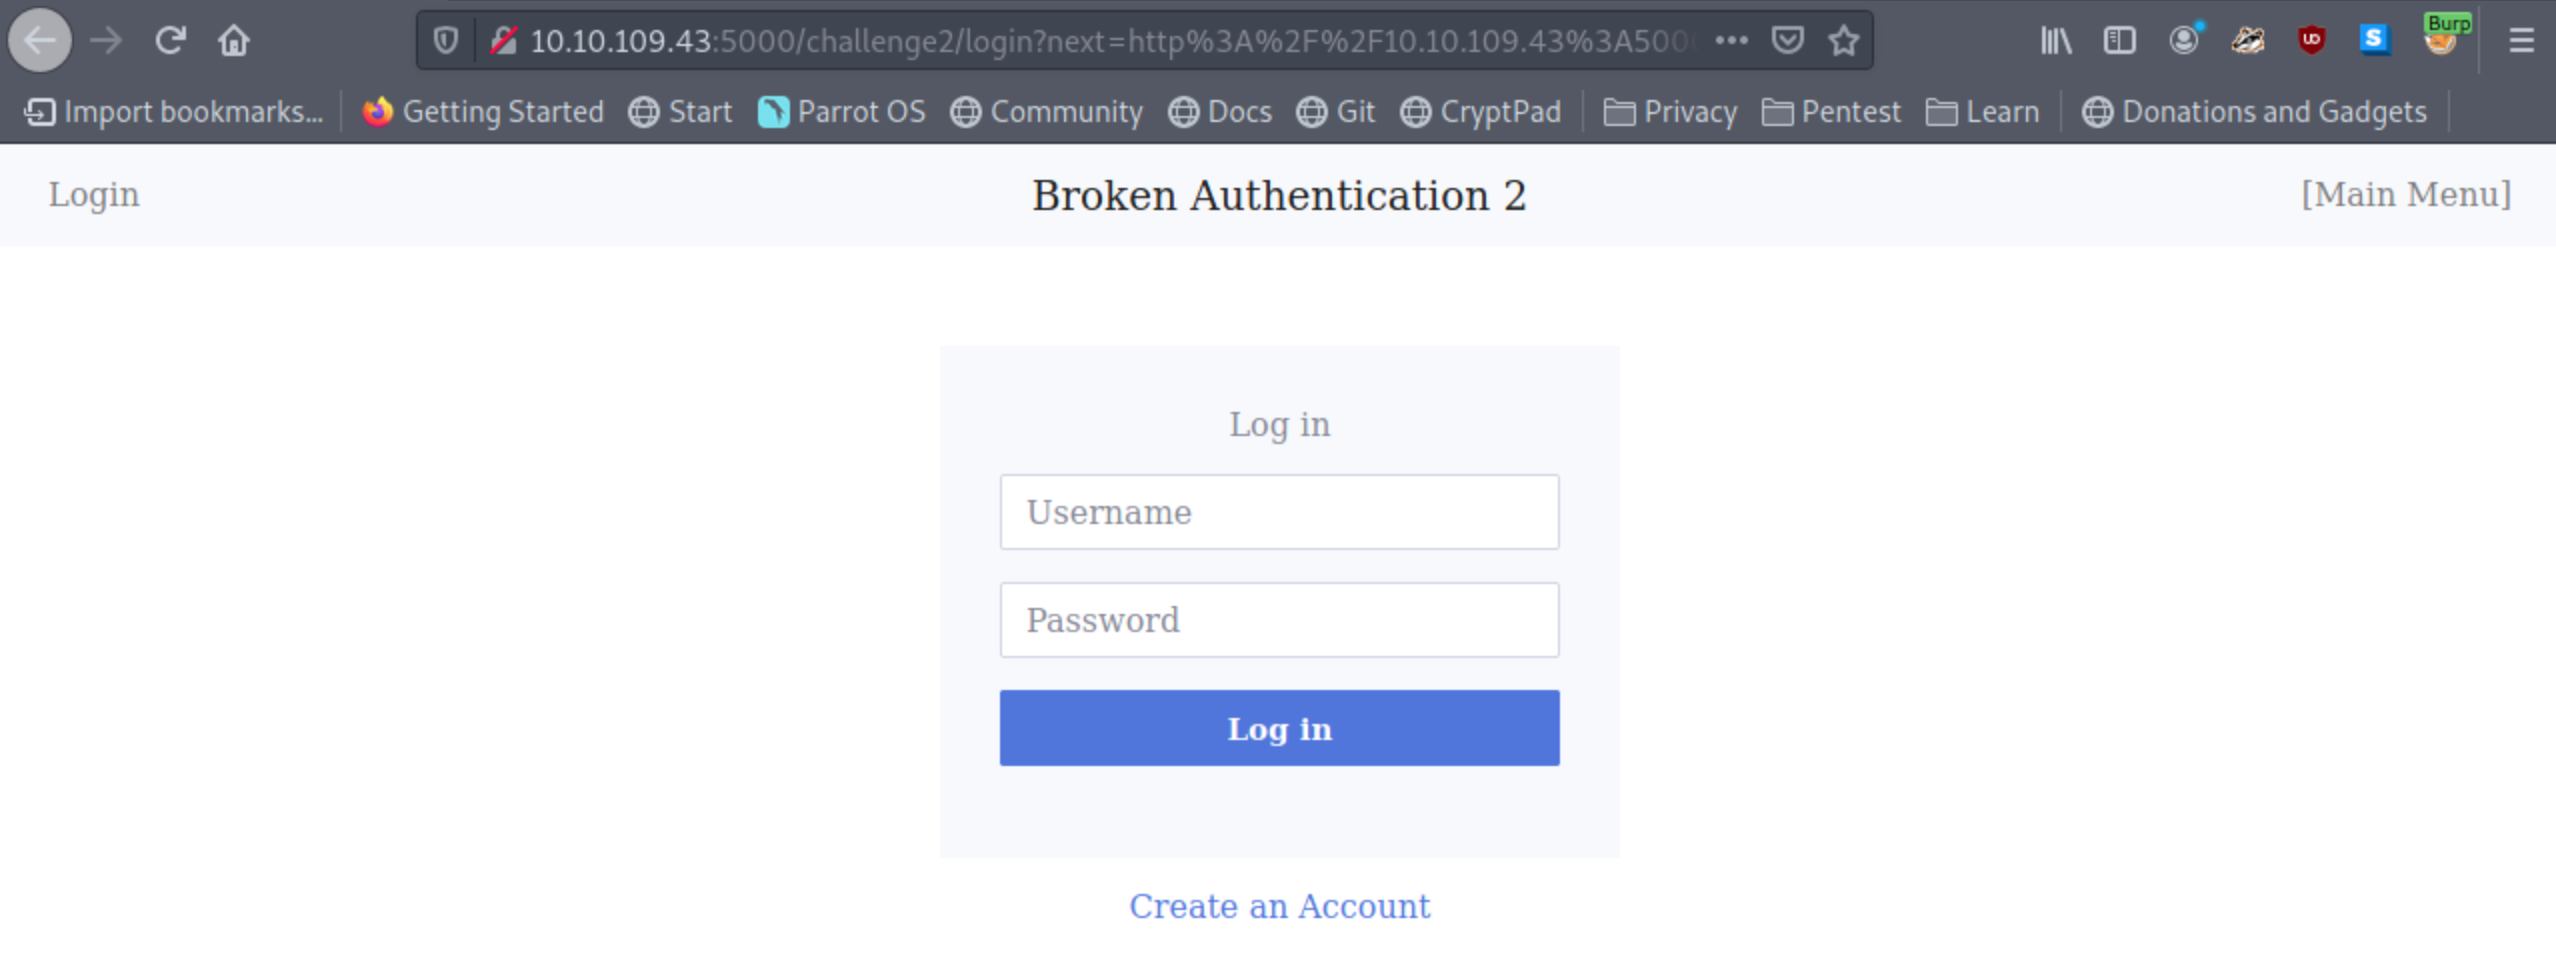 10.10.109.43:5000/challenge2/login?next=http%3A%2F%2F10.10.109.43%3A500
Burp
Import bookmarks... Getting Started Start Parrot OS Community Docs Git CryptPad Privacy Pentest Learn Donations and Gadgets
Login Broken Authentication 2 [Main Menu]
Log in
Username
Password
Log in
Create an Account